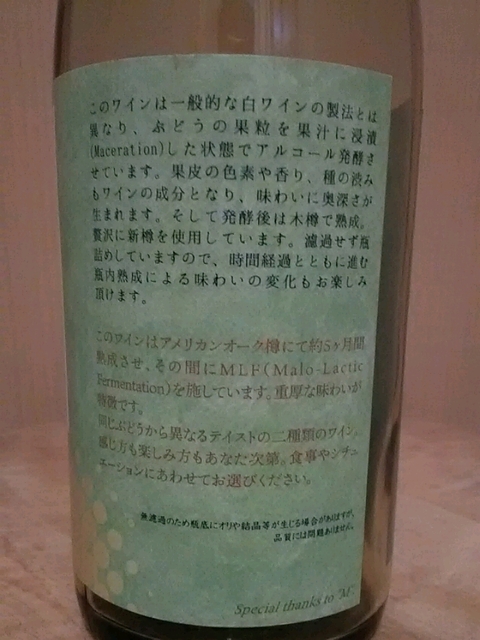 このワインは一般的な白ワインの製法とは
異なり、ぶどうの果粒を果汁に浸漬
(Maceration)した状態でアルコール発酵さ
せています。果皮の色素や香り、種の渋み
もワインの成分となり、味わいに奥深さが
生まれます。そして発酵後は木樽で熟成。
贅沢に新樽を使用しています。濾過せず瓶
詰めしていますので、時間経過とともに進む
瓶内熟成による味わいの変化もお楽しみ
頂けます。
このワインはアメリカンオーク樽にて約5ヶ月間
熟成させ、その間にMLF(Malo-Lactic
Fermentation)を施しています。重厚な味わいが
特徴です。
同じぶどうから異なるテイストの二種類のワイン。
感じ方も楽しみ方もあなた次第。食事やシチュ
エーションにあわせてお選びください。
無濾過のため瓶底にオリや結晶等が生じる場合がありますが、
品質には問題ありません。
Special thanks to "M"